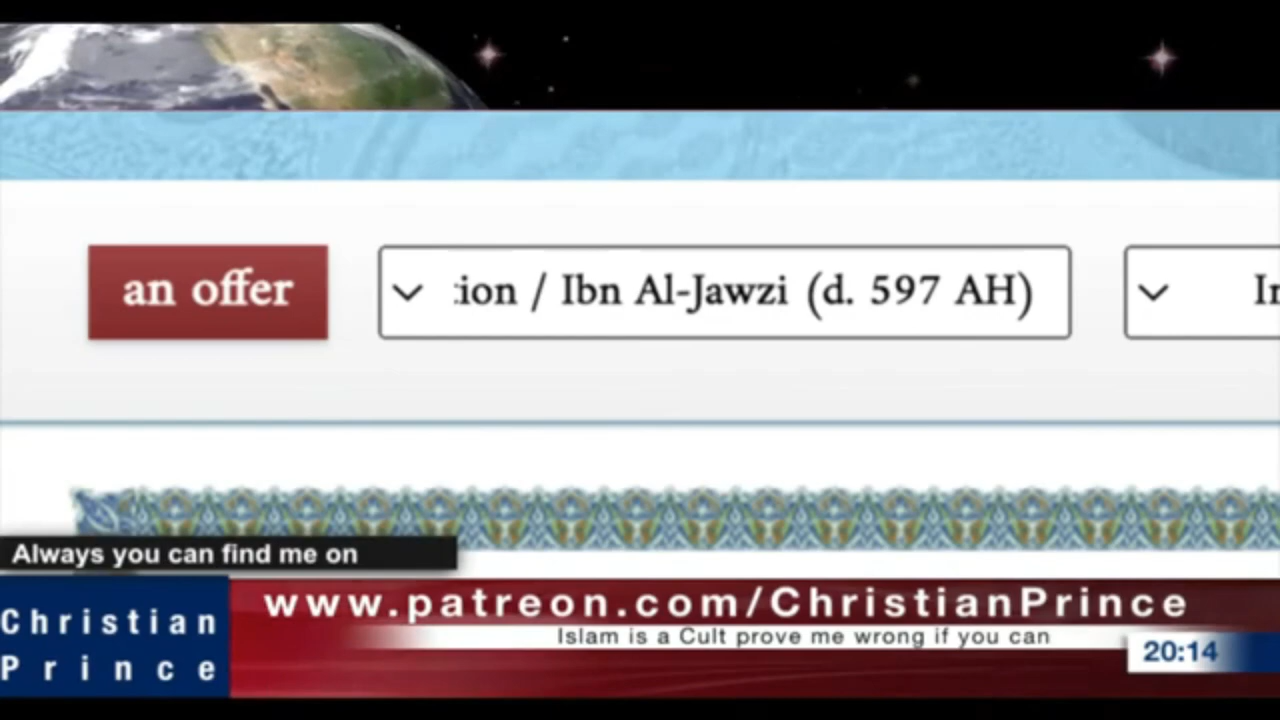 an offer
ion / Ibn Al-Jawzi (d. 597 AH)
Always you can find me on
www.patreon.com/ChristianPrince
Christian
Prince
Islam is a Cult prove me wrong if you can
20:14